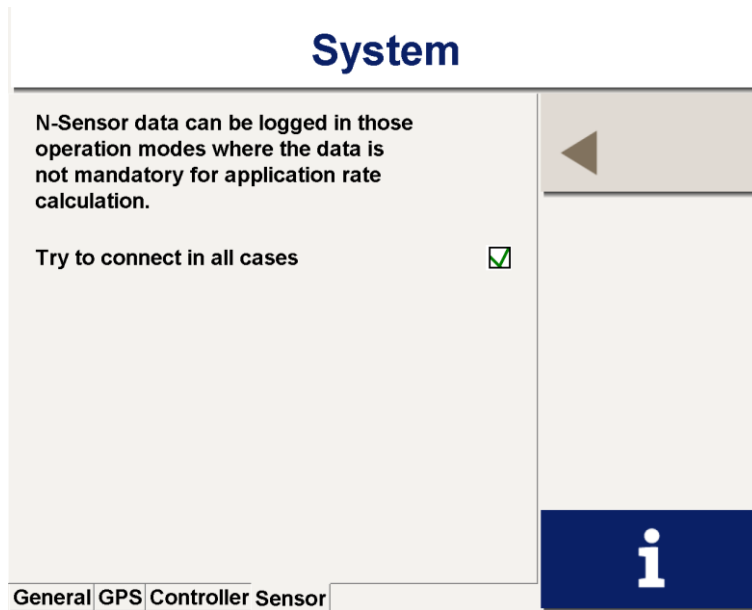 System
N-Sensor data can be logged in those
operation modes where the data is
not mandatory for application rate
calculation.
Try to connect in all cases
i
General GPS Controller Sensor